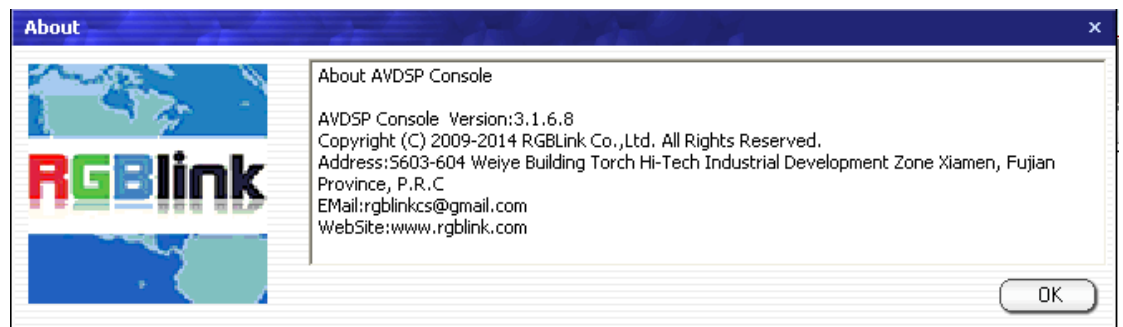 About
x
RGBlink
About AVDSP Console
AVDSP Console Version:3.1.6.8
Copyright (C) 2009-2014 RGBLink Co.,Ltd. All Rights Reserved.
Address:S603-604 Weiye Building Torch Hi-Tech Industrial Development Zone Xiamen, Fujian
Province, P.R.C
EMail:rgblinkcs@gmail.com
WebSite:www.rgblink.com
OK